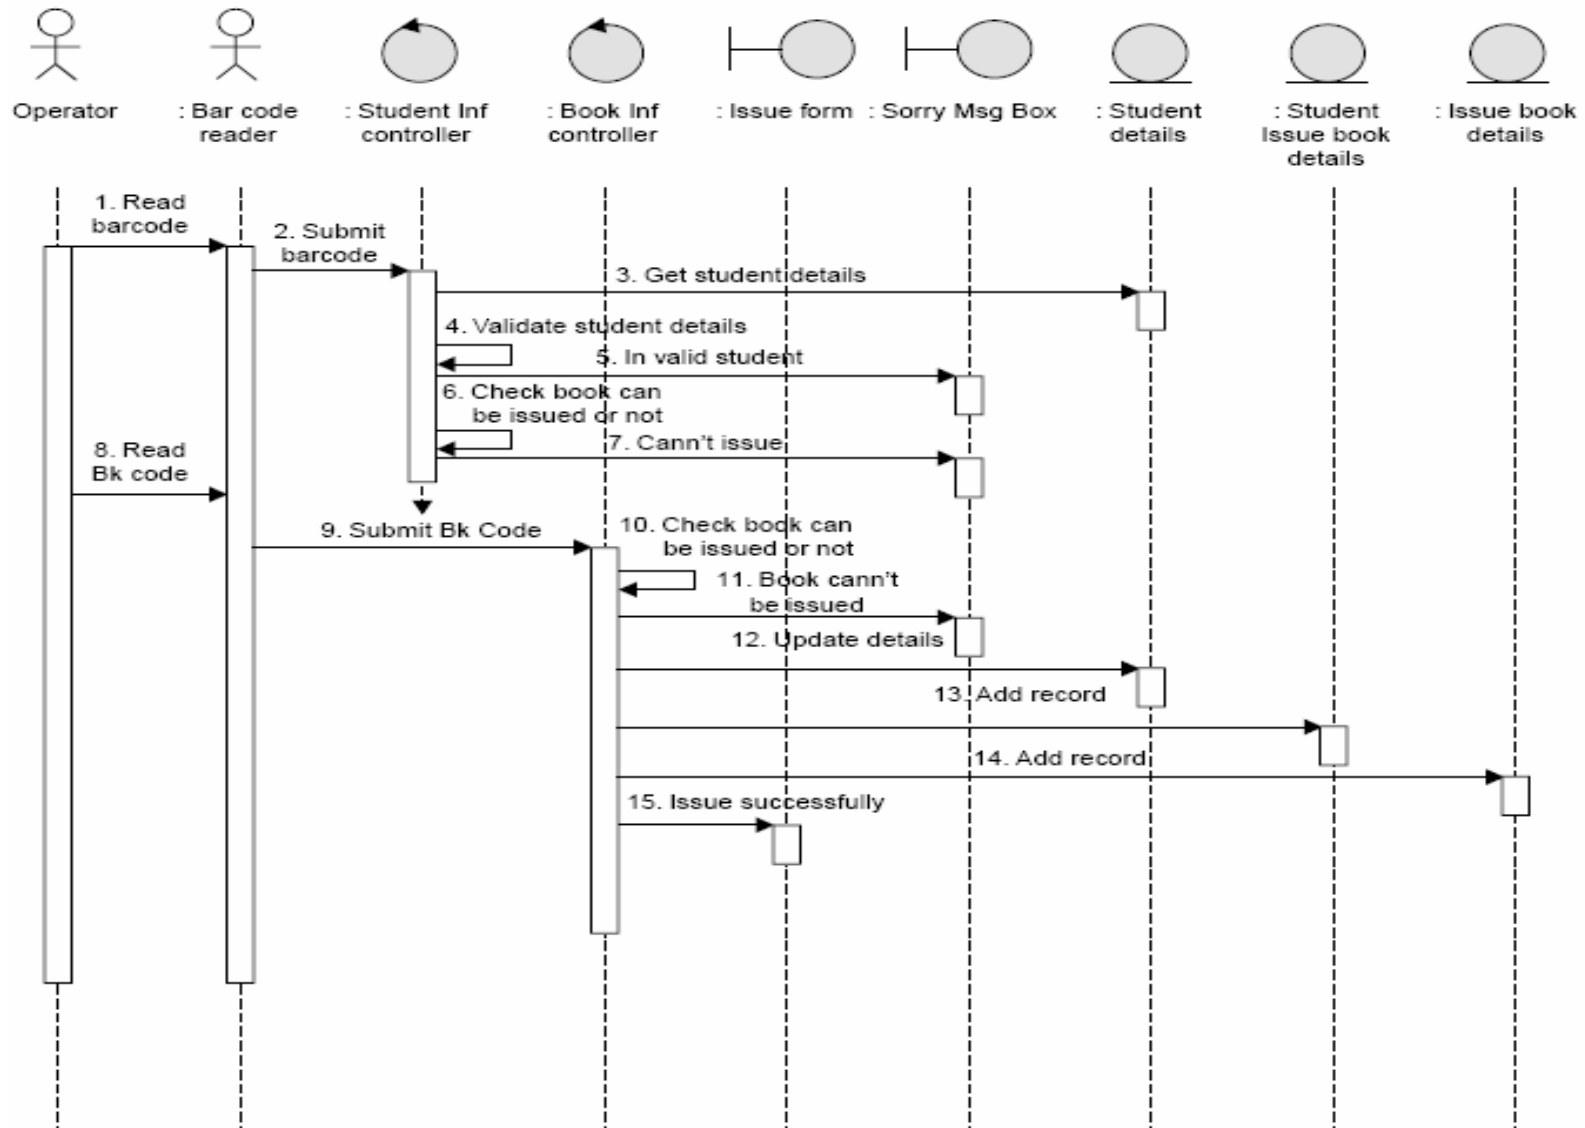 Operator
: Bar code
reader
: Student Inf
controller
: Book Inf
controller
: Issue form
: Sorry Msg Box
: Student
details
: Student
Issue book
details
: Issue book
details
1. Read
barcode
2. Submit
barcode
3. Get student details
4. Validate student details
5. In valid student
6. Check book can
be issued or not
7. Cann't issue
8. Read
Bk code
9. Submit Bk Code
10. Check book can
be issued or not
11. Book cann't
be issued
12. Update details
13. Add record
14. Add record
15. Issue successfully